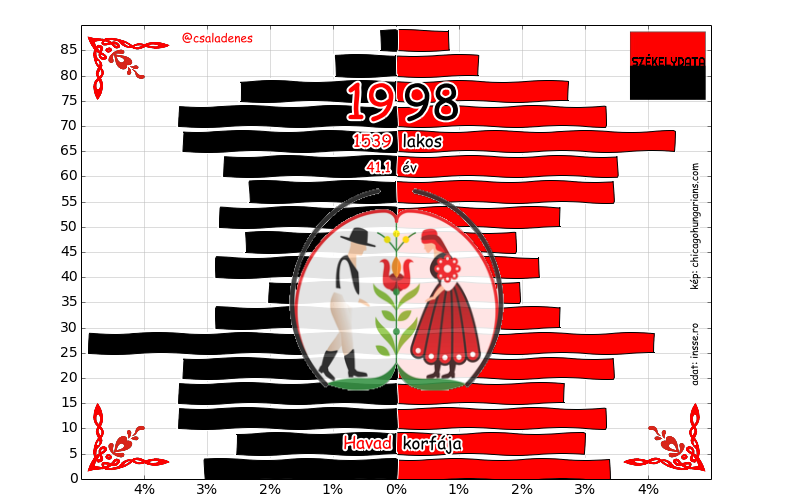 @csaladenes
SZÉKELYDATA
1998
1539 lakos
41,1 év
kép: chicagohungarians.com
adat: insse.ro
Havad korfája
85
80
75
70
65
60
55
50
45
40
35
30
25
20
15
10
5
0
4% 3% 2% 1% 0% 1% 2% 3% 4%